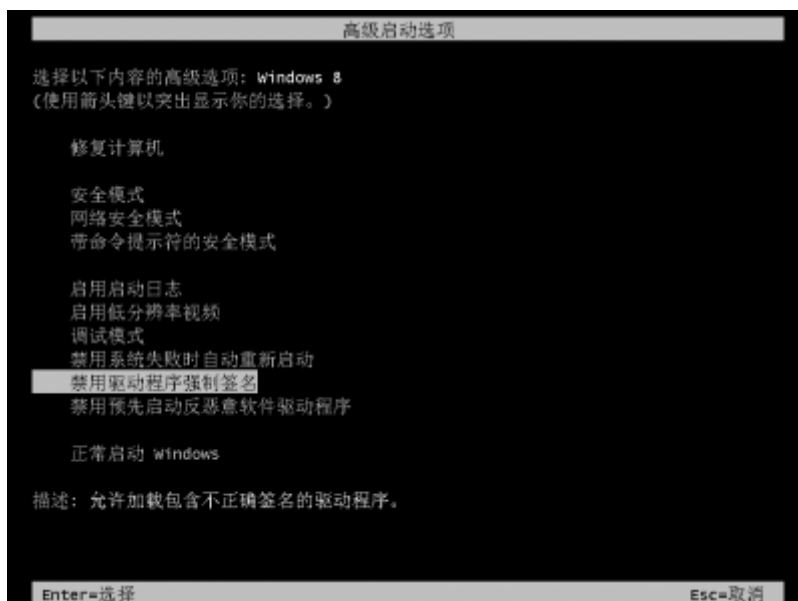 高级启动选项
选择以下内容的高级选项: Windows 8
(使用箭头键以突出显示你的选择。)
修复计算机
安全模式
网络安全模式
带命令提示符的安全模式
启用启动日志
启用低分辨率视频
调试模式
禁用系统失败时自动重新启动
禁用驱动程序强制签名
禁用预先启动反恶意软件驱动程序
正常启动 Windows
描述: 允许加载包含不正确签名的驱动程序。
Enter=选择
Esc=取消